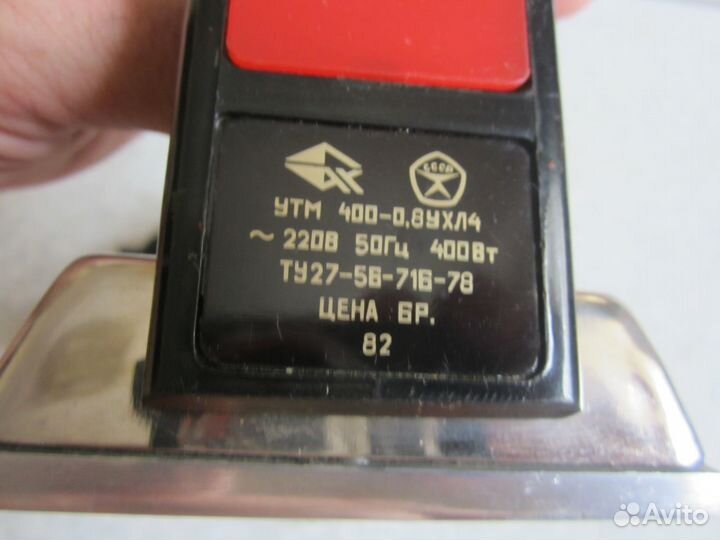 СССР
УТМ 400-0,8УХЛ4
~ 220В 50Гц 400Вт
ТУ27-56-716-78
ЦЕНА 6Р.
82
Avito